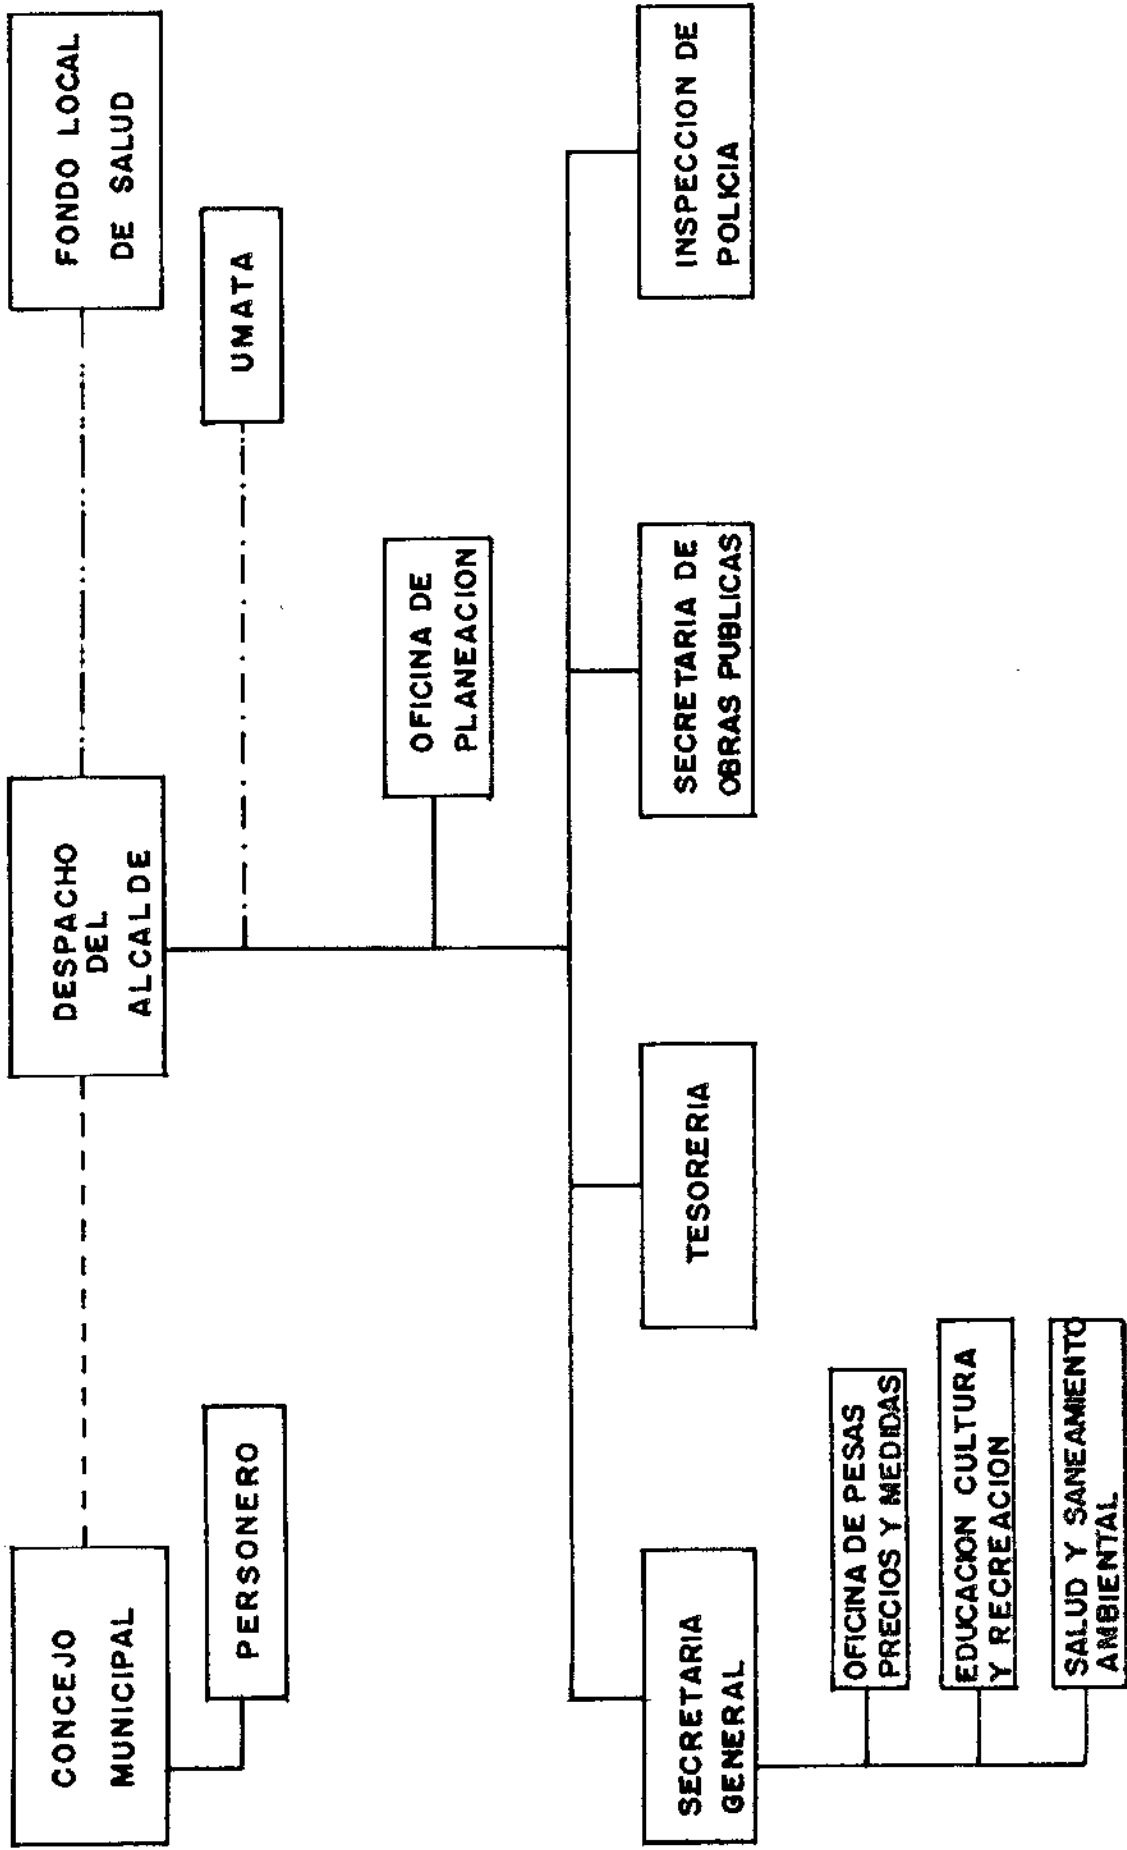 CONCEJO
MUNICIPAL
DESPACHO
DEL
ALCALDE
FONDO LOCAL
DE SALUD
PERSONERO
UMATA
OFICINA DE
PLANEACION
SECRETARIA
GENERAL
TESORERIA
SECRETARIA DE
OBRAS PUBLICAS
INSPECCION DE
POLICIA
OFICINA DE PESAS
PRECIOS Y MEDIDAS
EDUCACION CULTURA
Y RECREACION
SALUD Y SANEAMIENTO
AMBIENTAL